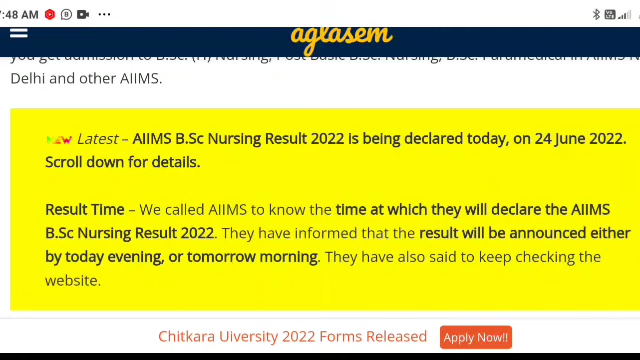 :48 AM
aglasem
you get admission to B.Sc. (H) Nursing, Post Basic B.Sc. Nursing, B.Sc. Paramedical in AIIMS N
Delhi and other AIIMS.
NEW Latest – AIIMS B.Sc Nursing Result 2022 is being declared today, on 24 June 2022.
Scroll down for details.
Result Time – We called AIIMS to know the time at which they will declare the AIIMS
B.Sc Nursing Result 2022. They have informed that the result will be announced either
by today evening, or tomorrow morning. They have also said to keep checking the
website.
Chitkara Uiversity 2022 Forms Released Apply Now!!